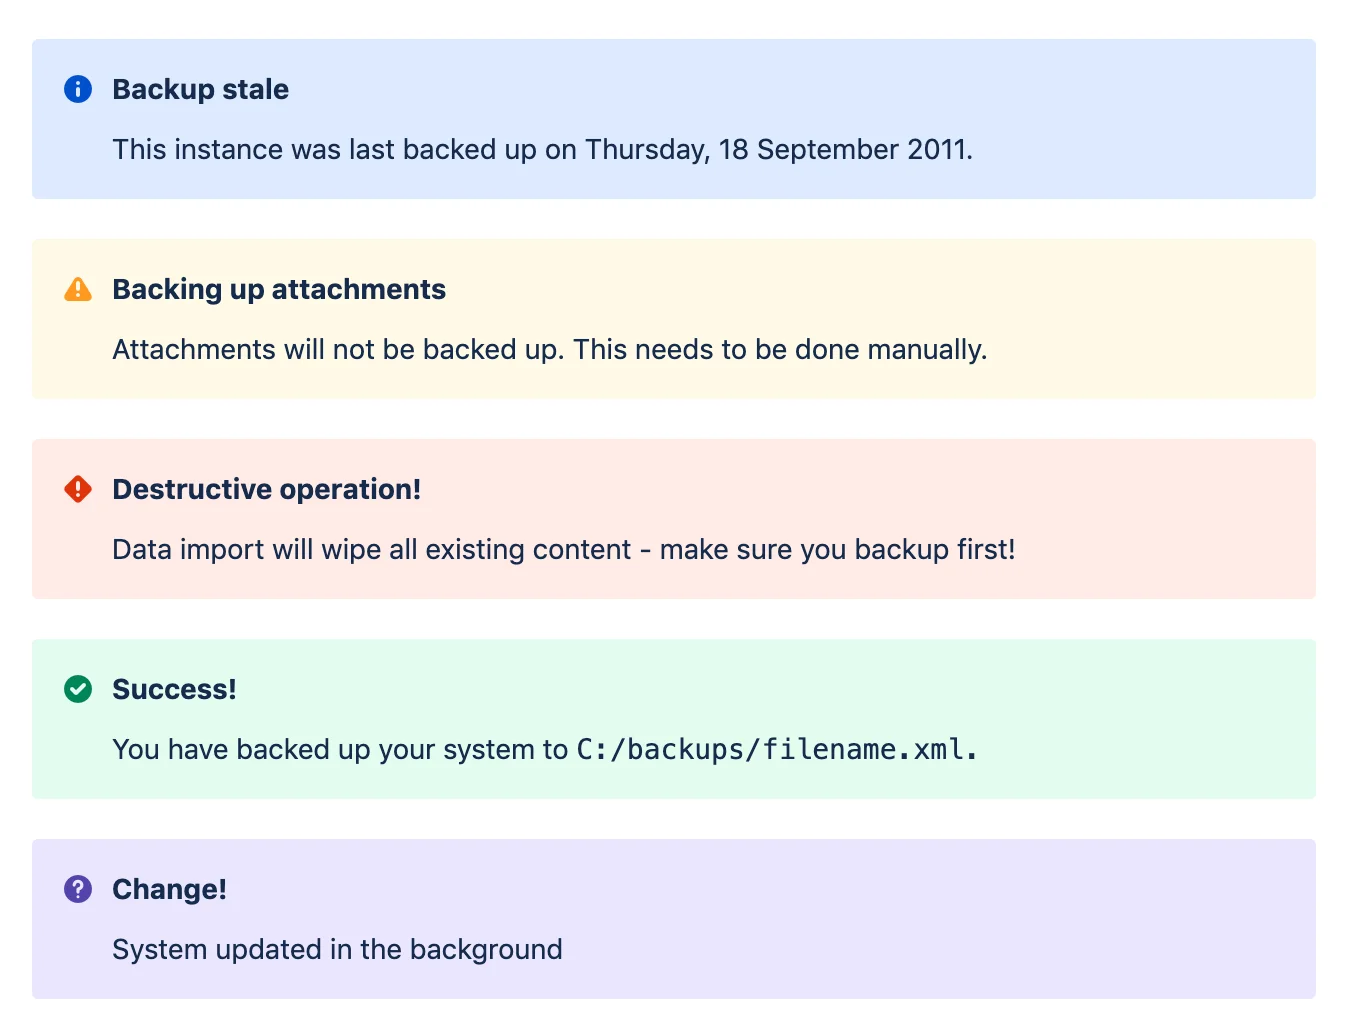 Backup stale
This instance was last backed up on Thursday, 18 September 2011.
Backing up attachments
Attachments will not be backed up. This needs to be done manually.
Destructive operation!
Data import will wipe all existing content - make sure you backup first!
Success!
You have backed up your system to C:/backups/filename.xml.
Change!
System updated in the background